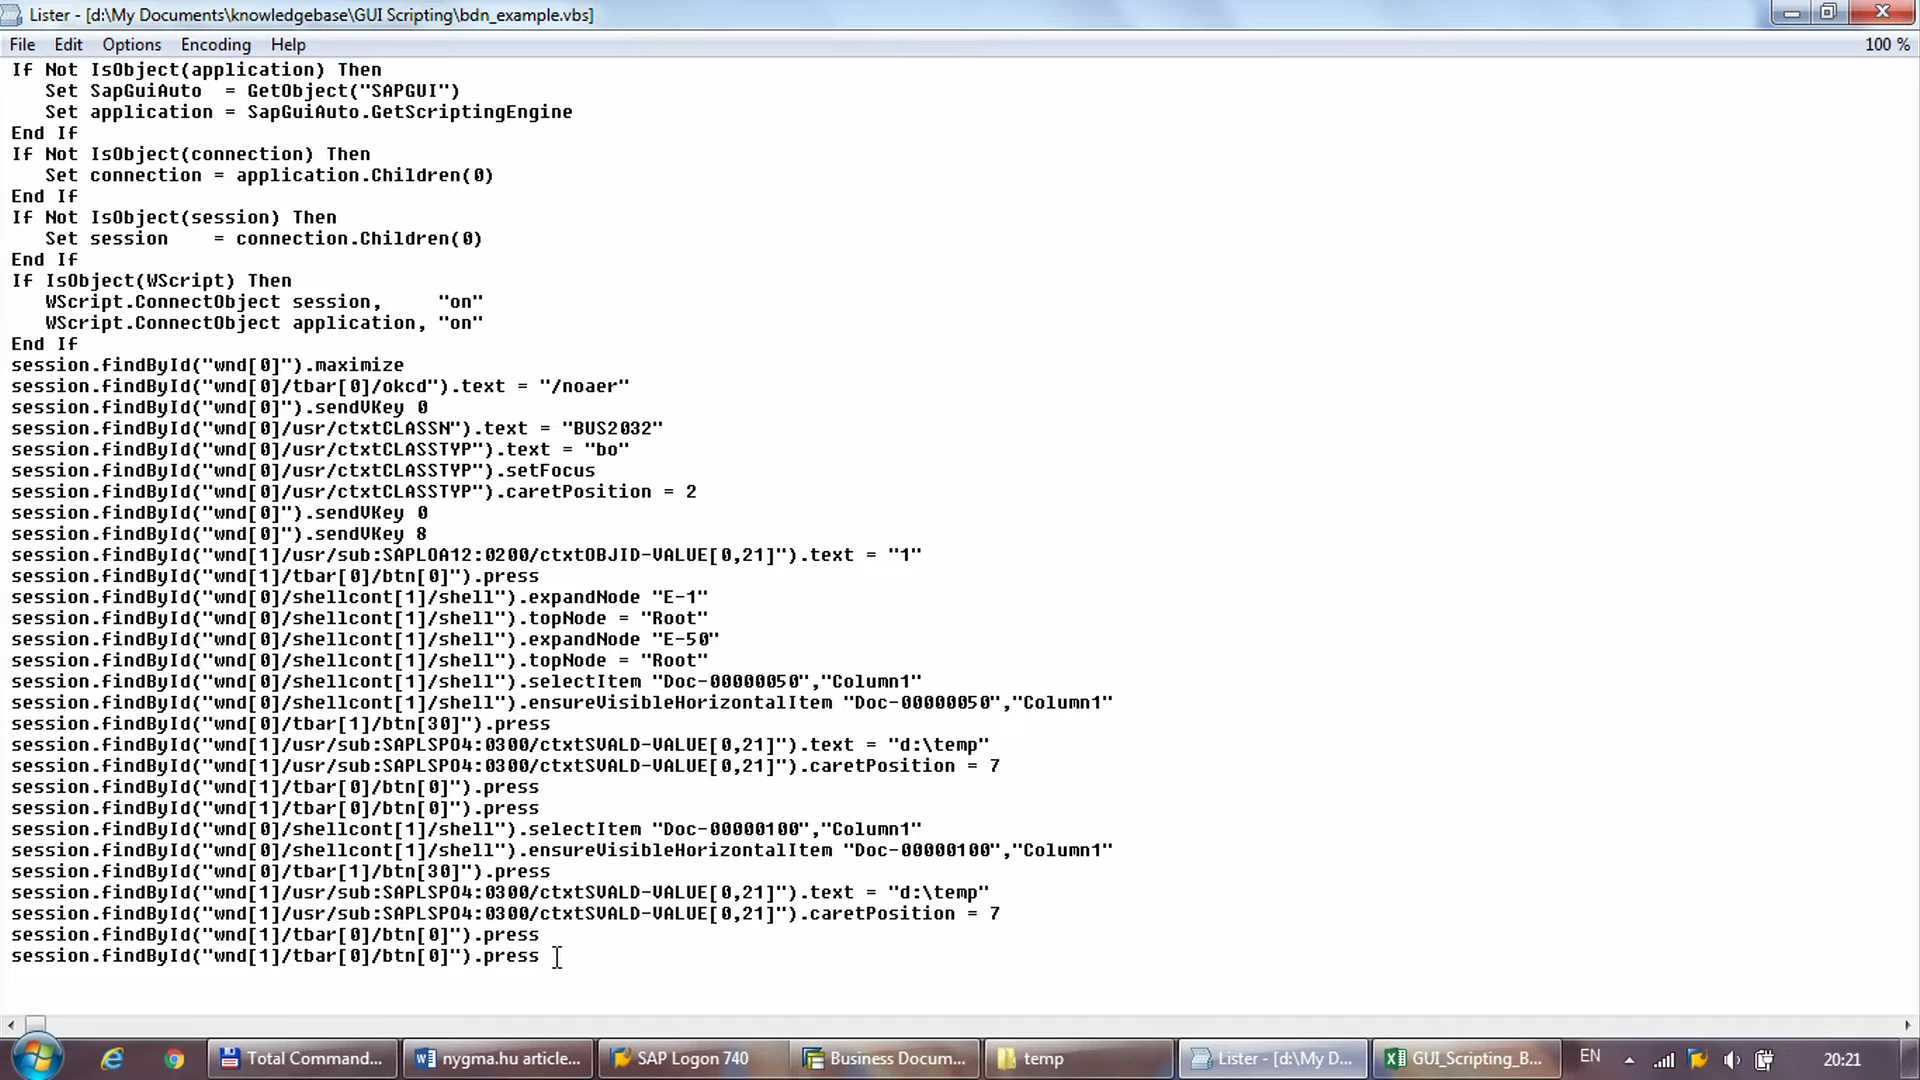 Lister - [d:\My Documents\knowledgebase\GUI Scripting\bdn_example.vbs]
File Edit Options Encoding Help 100 %
If Not IsObject(application) Then
   Set SapGuiAuto  = GetObject("SAPGUI")
   Set application = SapGuiAuto.GetScriptingEngine
End If
If Not IsObject(connection) Then
   Set connection = application.Children(0)
End If
If Not IsObject(session) Then
   Set session    = connection.Children(0)
End If
If IsObject(WScript) Then
   WScript.ConnectObject session,     "on"
   WScript.ConnectObject application, "on"
End If
session.findById("wnd[0]").maximize
session.findById("wnd[0]/tbar[0]/okcd").text = "/noaer"
session.findById("wnd[0]").sendVKey 0
session.findById("wnd[0]/usr/ctxtCLASSN").text = "BUS2032"
session.findById("wnd[0]/usr/ctxtCLASSTYP").text = "bo"
session.findById("wnd[0]/usr/ctxtCLASSTYP").setFocus
session.findById("wnd[0]/usr/ctxtCLASSTYP").caretPosition = 2
session.findById("wnd[0]").sendVKey 0
session.findById("wnd[0]").sendVKey 8
session.findById("wnd[1]/usr/sub:SAPLOA12:0200/ctxtOBJID-VALUE[0,21]").text = "1"
session.findById("wnd[1]/tbar[0]/btn[0]").press
session.findById("wnd[0]/shellcont[1]/shell").expandNode "E-1"
session.findById("wnd[0]/shellcont[1]/shell").topNode = "Root"
session.findById("wnd[0]/shellcont[1]/shell").expandNode "E-50"
session.findById("wnd[0]/shellcont[1]/shell").topNode = "Root"
session.findById("wnd[0]/shellcont[1]/shell").selectItem "Doc-00000050","Column1"
session.findById("wnd[0]/shellcont[1]/shell").ensureVisibleHorizontalItem "Doc-00000050","Column1"
session.findById("wnd[0]/tbar[1]/btn[30]").press
session.findById("wnd[1]/usr/sub:SAPLSPO4:0300/ctxtSVALD-VALUE[0,21]").text = "d:\temp"
session.findById("wnd[1]/usr/sub:SAPLSPO4:0300/ctxtSVALD-VALUE[0,21]").caretPosition = 7
session.findById("wnd[1]/tbar[0]/btn[0]").press
session.findById("wnd[1]/tbar[0]/btn[0]").press
session.findById("wnd[0]/shellcont[1]/shell").selectItem "Doc-00000100","Column1"
session.findById("wnd[0]/shellcont[1]/shell").ensureVisibleHorizontalItem "Doc-00000100","Column1"
session.findById("wnd[0]/tbar[1]/btn[30]").press
session.findById("wnd[1]/usr/sub:SAPLSPO4:0300/ctxtSVALD-VALUE[0,21]").text = "d:\temp"
session.findById("wnd[1]/usr/sub:SAPLSPO4:0300/ctxtSVALD-VALUE[0,21]").caretPosition = 7
session.findById("wnd[1]/tbar[0]/btn[0]").press
session.findById("wnd[1]/tbar[0]/btn[0]").press
Total Command... nygma.hu article... SAP Logon 740 Business Docum... temp Lister - [d:\My D... GUI_Scripting_B... EN 20:21